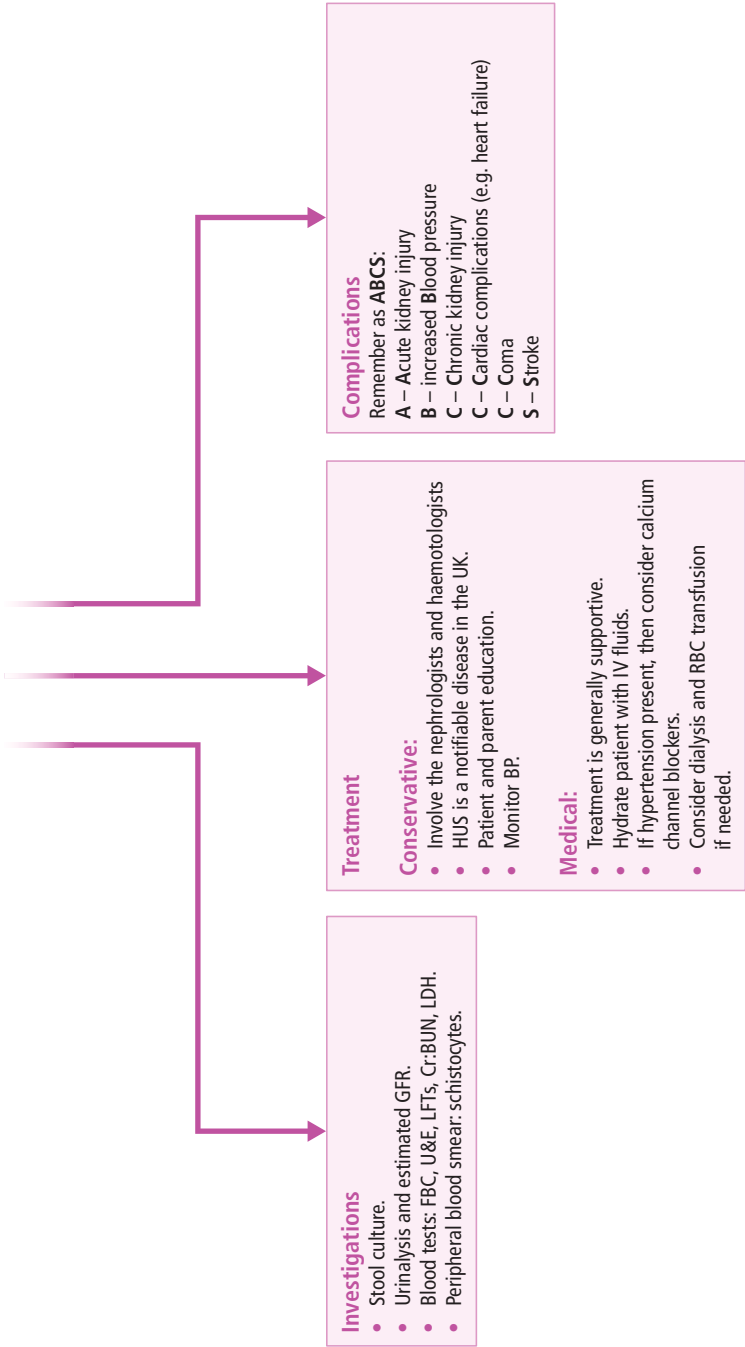 Investigations
• Stool culture.
• Urinalysis and estimated GFR.
• Blood tests: FBC, U&E, LFTs, Cr:BUN, LDH.
• Peripheral blood smear: schistocytes.
Treatment
Conservative:
• Involve the nephrologists and haemotologists
• HUS is a notifiable disease in the UK.
• Patient and parent education.
• Monitor BP.
Medical:
• Treatment is generally supportive.
• Hydrate patient with IV fluids.
• If hypertension present, then consider calcium
channel blockers.
• Consider dialysis and RBC transfusion
if needed.
Complications
Remember as ABCS:
A – Acute kidney injury
B – increased Blood pressure
C – Chronic kidney injury
C – Cardiac complications (e.g. heart failure)
C – Coma
S – Stroke